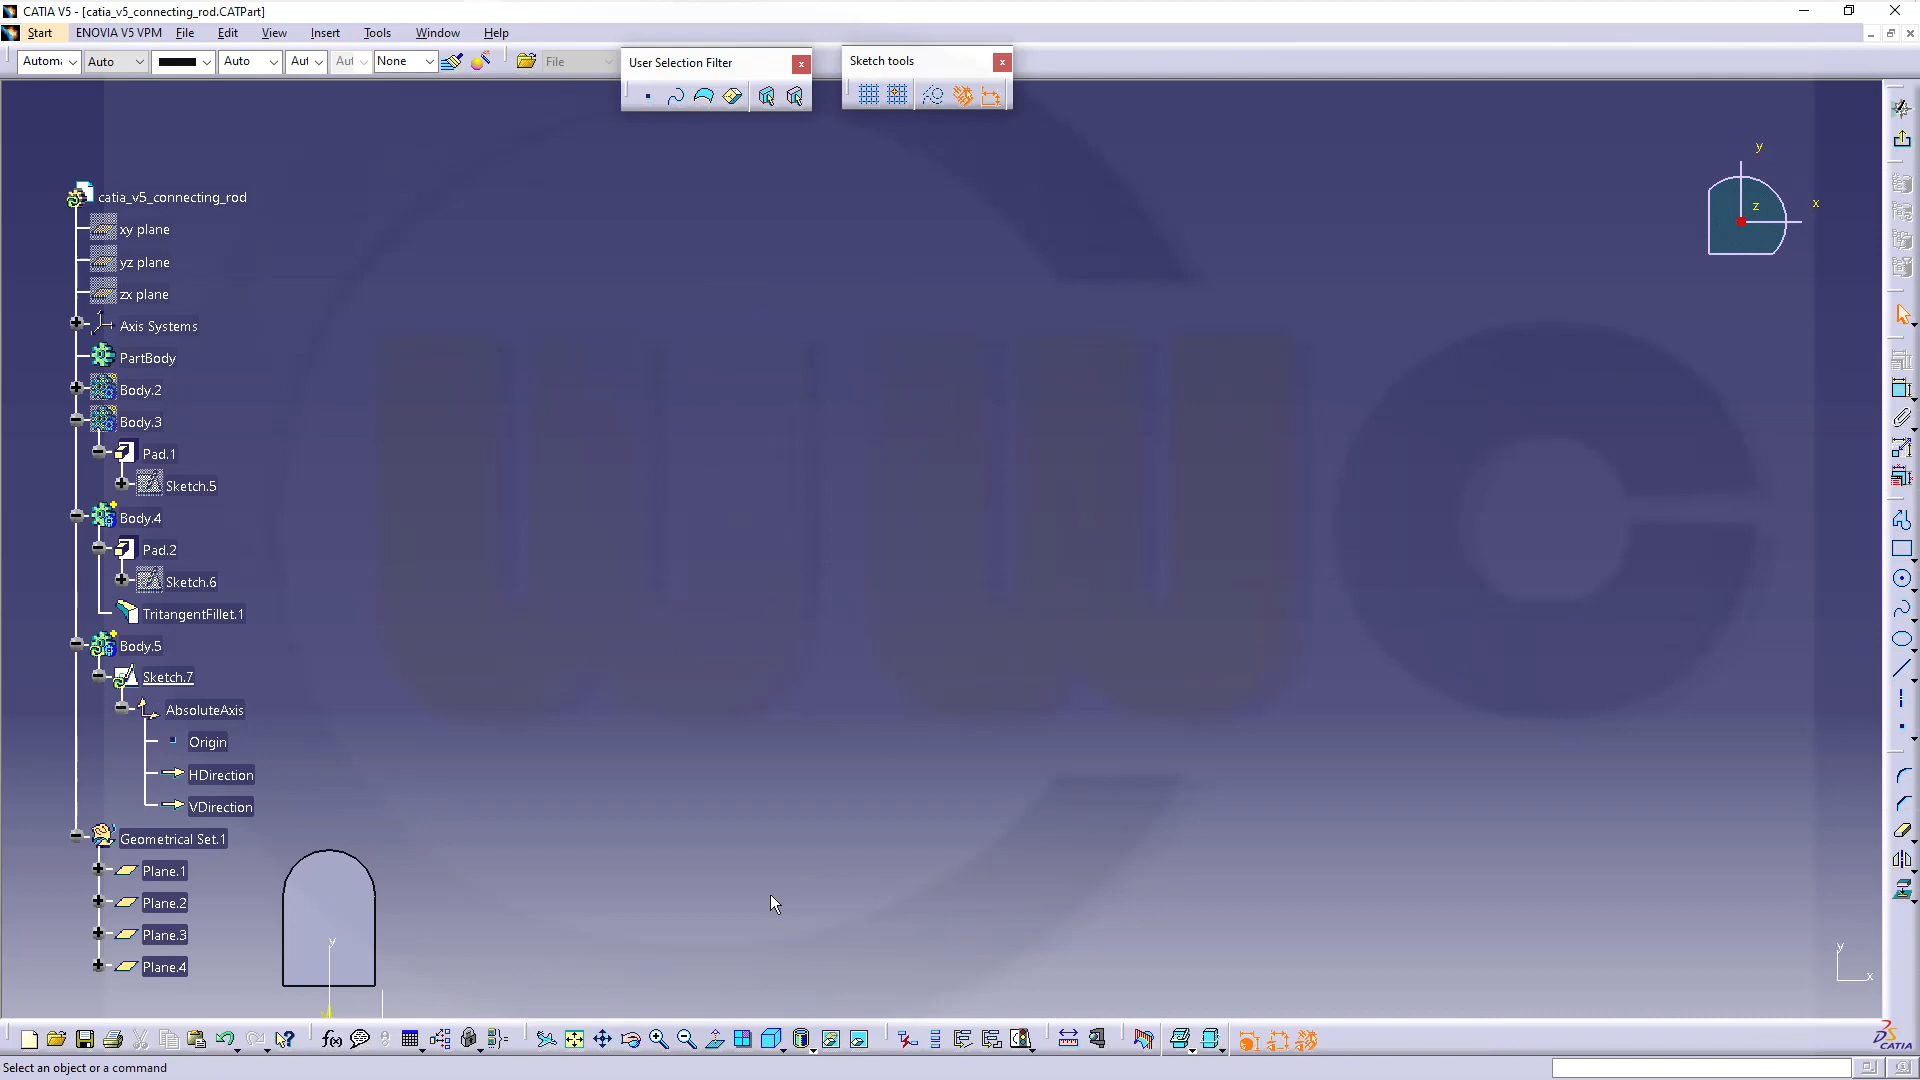 CATIA V5 - [catia_v5_connecting_rod.CATPart]
Start ENOVIA V5 VPM File Edit View Insert Tools Window Help
Auto Auto Aut None File
User Selection Filter
Sketch tools
y
x
z
catia_v5_connecting_rod
xy plane
yz plane
zx plane
Axis Systems
PartBody
Body.2
Body.3
Pad.1
Sketch.5
Body.4
Pad.2
Sketch.6
TritangentFillet.1
Body.5
Sketch.7
AbsoluteAxis
Origin
HDirection
VDirection
Geometrical Set.1
Plane.1
Plane.2
Plane.3
Plane.4
y
y
x
CATIA
Select an object or a command